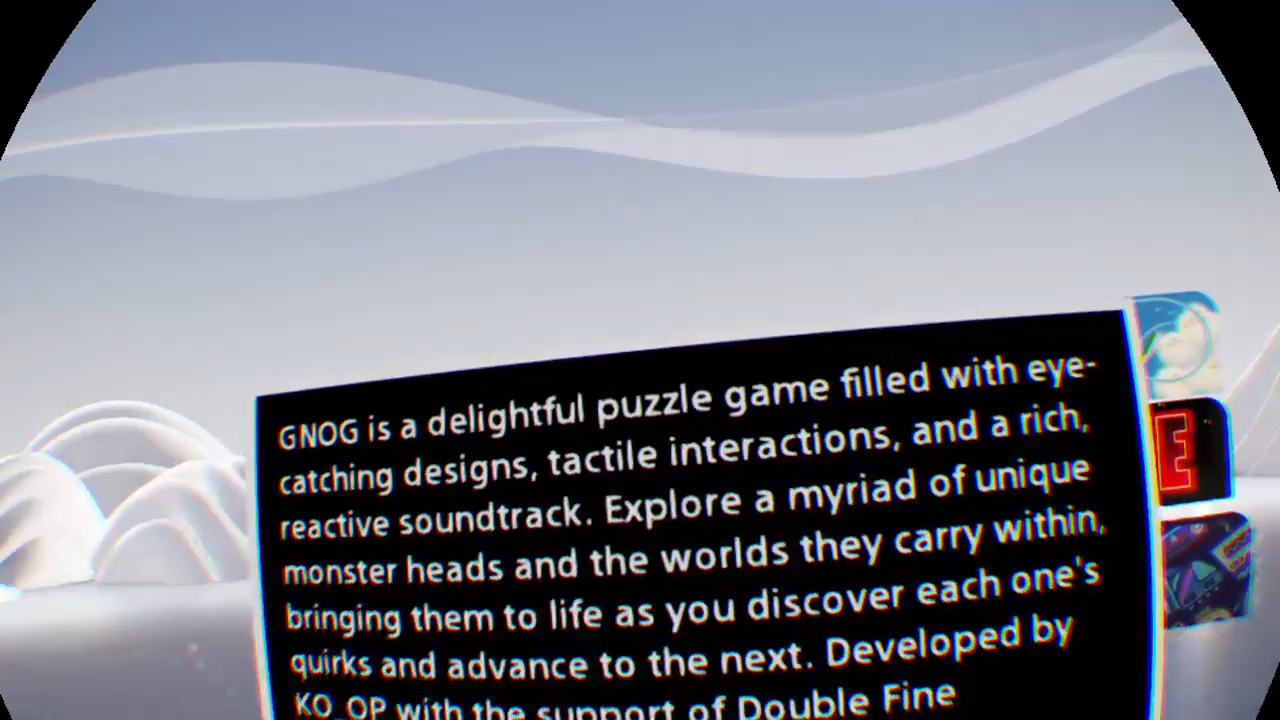 GNOG is a delightful puzzle game filled with eye-
catching designs, tactile interactions, and a rich,
reactive soundtrack. Explore a myriad of unique
monster heads and the worlds they carry within,
bringing them to life as you discover each one's
quirks and advance to the next. Developed by
KO_OP with the support of Double Fine
E